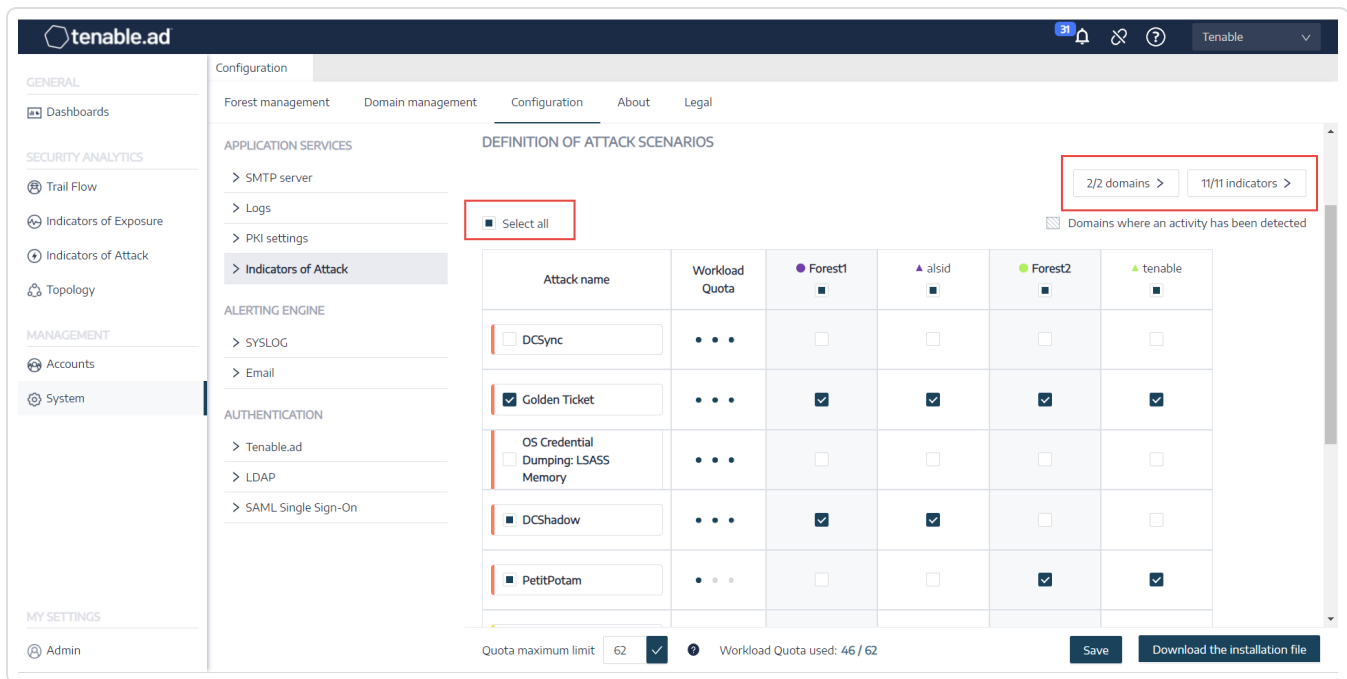 tenable.ad
31
Tenable
GENERAL
Dashboards
SECURITY ANALYTICS
Trail Flow
Indicators of Exposure
Indicators of Attack
Topology
MANAGEMENT
Accounts
System
MY SETTINGS
Admin
Configuration
Forest management Domain management Configuration About Legal
APPLICATION SERVICES
SMTP server
Logs
PKI settings
Indicators of Attack
ALERTING ENGINE
SYSLOG
Email
AUTHENTICATION
Tenable.ad
LDAP
SAML Single Sign-On
DEFINITION OF ATTACK SCENARIOS
2/2 domains > 11/11 indicators >
Select all
Domains where an activity has been detected
Attack name Workload Quota Forest1 alsid Forest2 tenable
DCSync
Golden Ticket
OS Credential
Dumping: LSASS
Memory
DCShadow
PetitPotam
Quota maximum limit 62 Workload Quota used: 46 / 62
Save Download the installation file